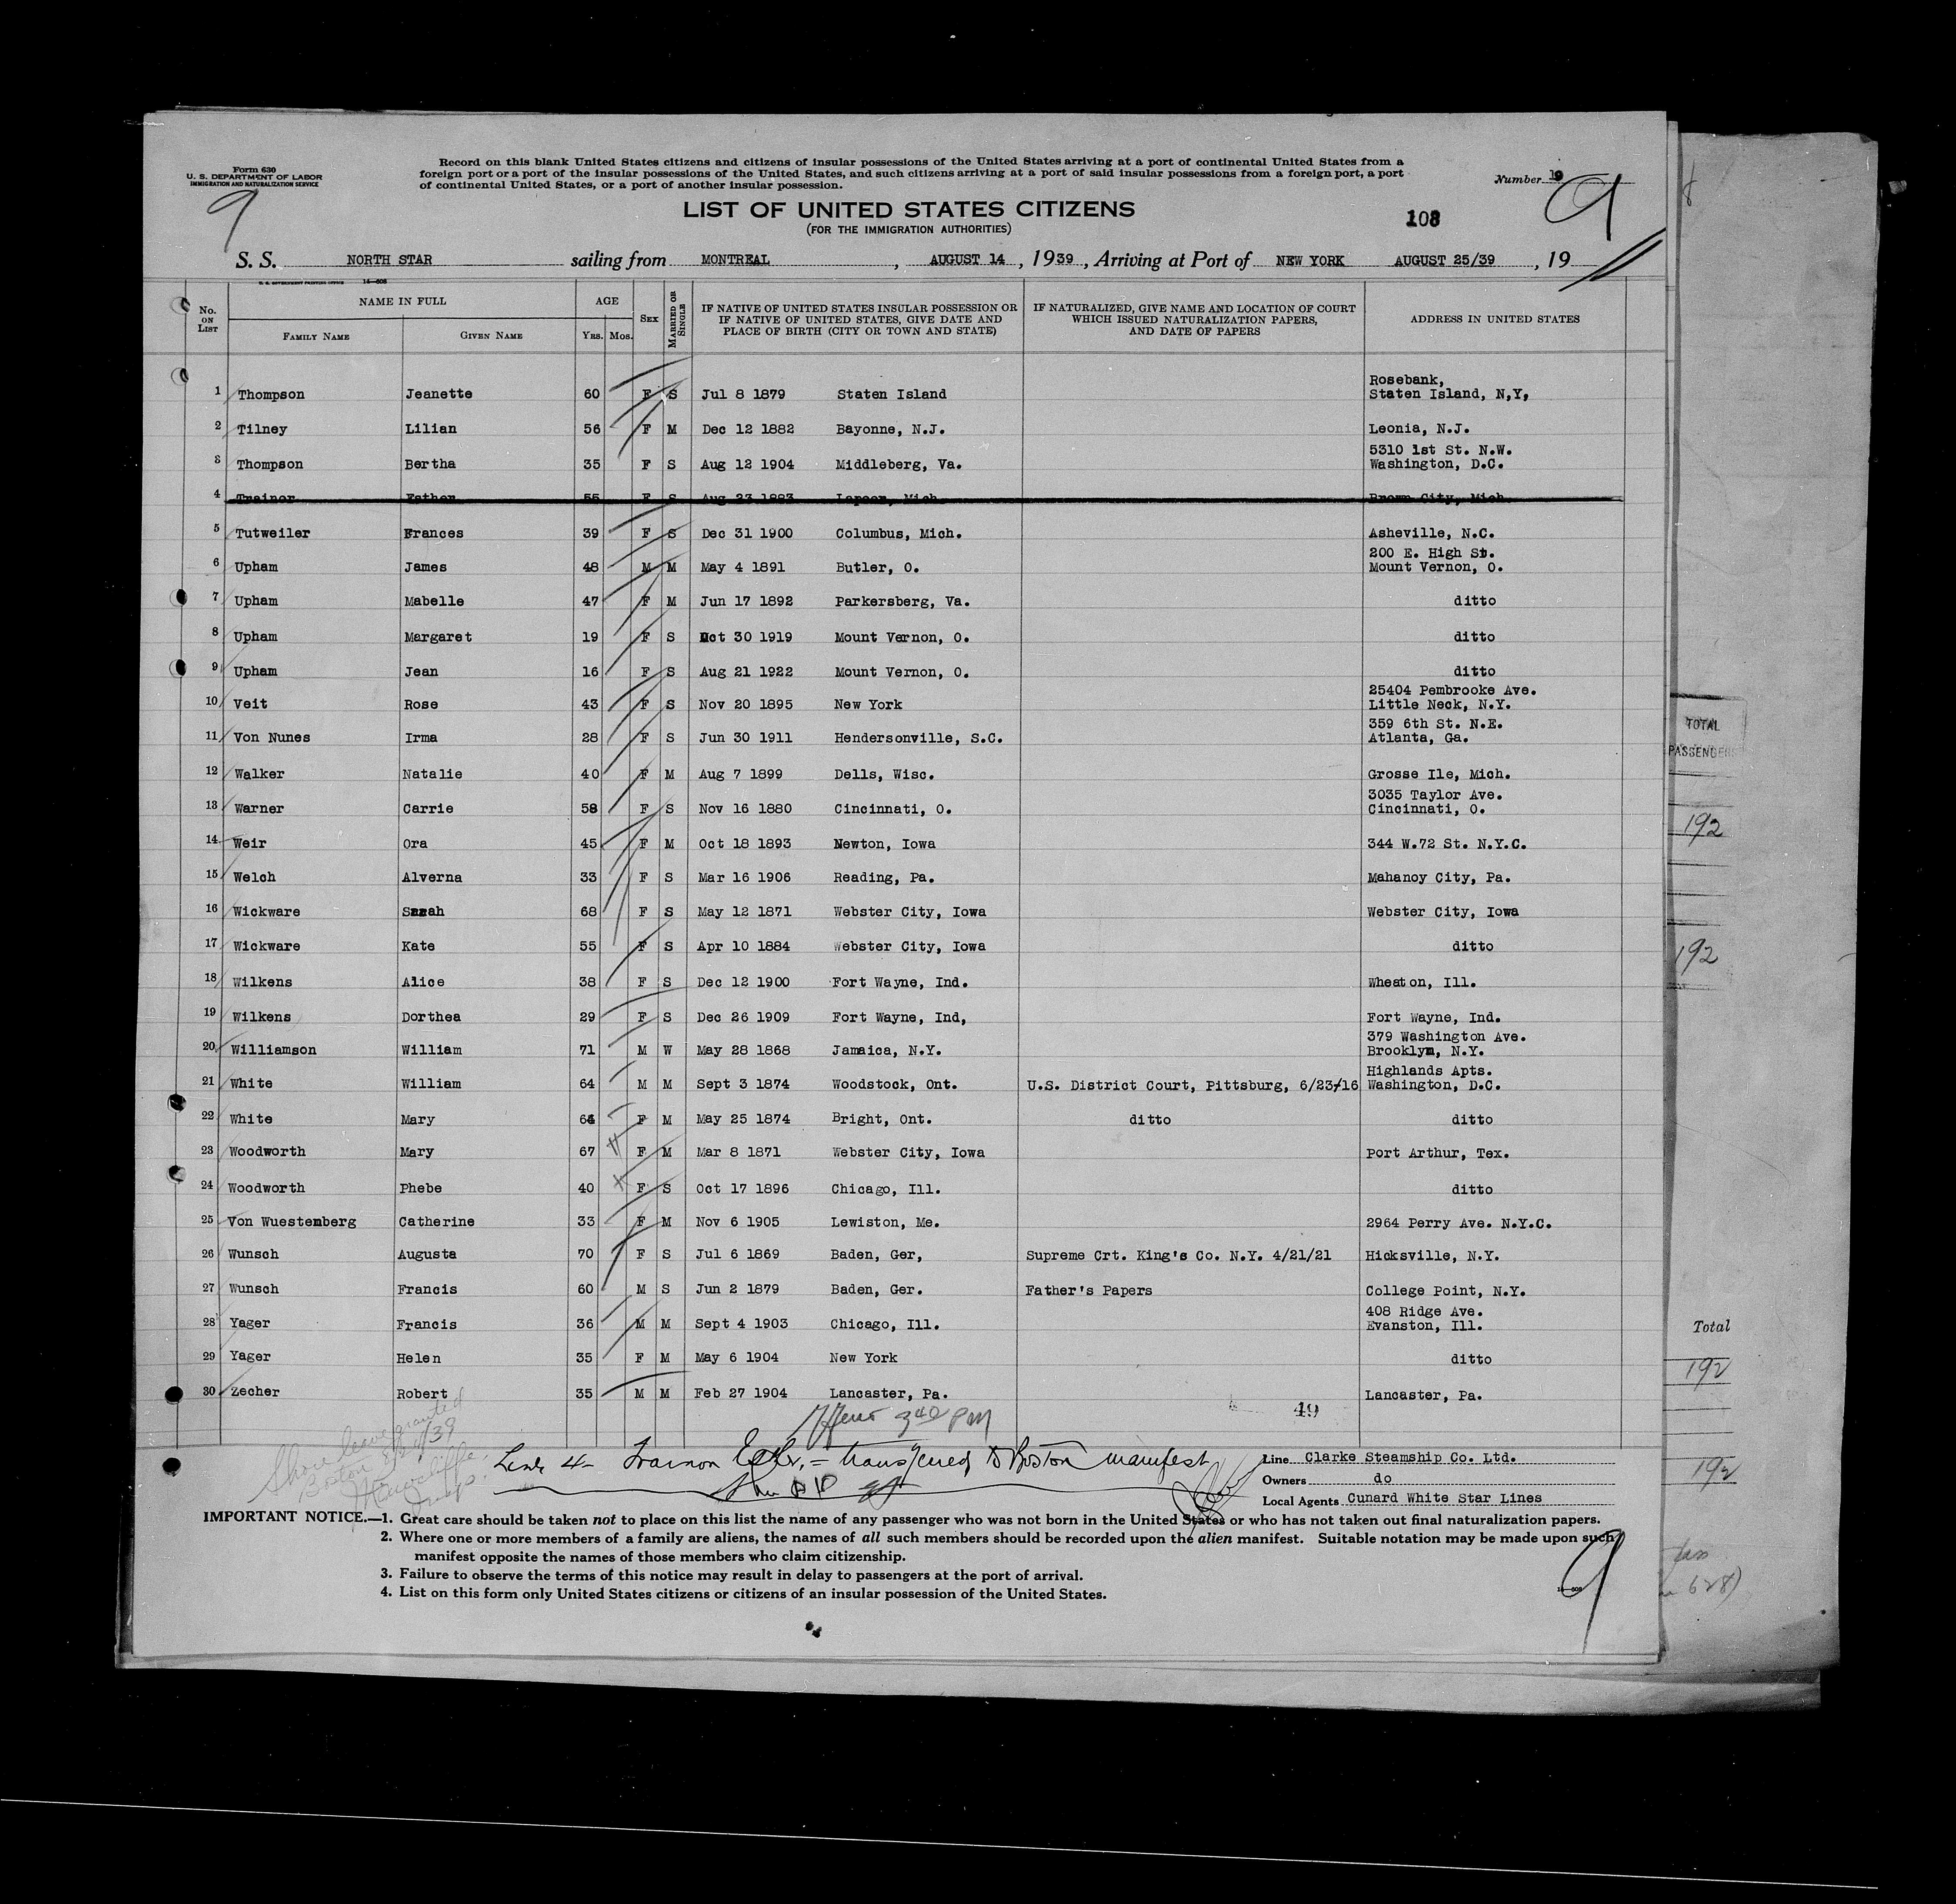 Form 630
U. S. DEPARTMENT OF LABOR
IMMIGRATION AND NATURALIZATION SERVICE
Record on this blank United States citizens and citizens of insular possessions of the United States arriving at a port of continental United States from a
foreign port or a port of the insular possessions of the United States, and such citizens arriving at a port of said insular possessions from a foreign port, a port
of continental United States, or a port of another insular possession.
Number
9
9
LIST OF UNITED STATES CITIZENS
(FOR THE IMMIGRATION AUTHORITIES)
108
S. S. NORTH STAR sailing from MONTREAL, AUGUST 14, 1939, Arriving at Port of NEW YORK AUGUST 25/39, 19
No. ON LIST
NAME IN FULL
FAMILY NAME GIVEN NAME
AGE
YRS. MOS.
SEX
MARRIED OR SINGLE
IF NATIVE OF UNITED STATES INSULAR POSSESSION OR
IF NATIVE OF UNITED STATES, GIVE DATE AND
PLACE OF BIRTH (CITY OR TOWN AND STATE)
IF NATURALIZED, GIVE NAME AND LOCATION OF COURT
WHICH ISSUED NATURALIZATION PAPERS,
AND DATE OF PAPERS
ADDRESS IN UNITED STATES
Rosebank,
1 Thompson Jeanette 60 F S Jul 8 1879 Staten Island Staten Island, N,Y,
2 Tilney Lilian 56 F M Dec 12 1882 Bayonne, N.J. Leonia, N.J.
5310 1st St. N.W.
3 Thompson Bertha 35 F S Aug 12 1904 Middleberg, Va. Washington, D.C.
4 Trainor Esther 55 F S Aug 23 1883 Lapeer, Mich Brown City, Mich.
5 Tutweiler Frances 39 F S Dec 31 1900 Columbus, Mich. Asheville, N.C.
200 E. High St.
6 Upham James 48 M M May 4 1891 Butler, O. Mount Vernon, O.
7 Upham Mabelle 47 F M Jun 17 1892 Parkersberg, Va. ditto
8 Upham Margaret 19 F S Oct 30 1919 Mount Vernon, O. ditto
9 Upham Jean 16 F S Aug 21 1922 Mount Vernon, O. ditto
25404 Pembrooke Ave.
10 Veit Rose 43 F S Nov 20 1895 New York Little Neck, N.Y.
359 6th St. N.E.
11 Von Nunes Irma 28 F S Jun 30 1911 Hendersonville, S.C. Atlanta, Ga.
12 Walker Natalie 40 F M Aug 7 1899 Dells, Wisc. Grosse Ile, Mich.
3035 Taylor Ave.
13 Warner Carrie 58 F S Nov 16 1880 Cincinnati, O. Cincinnati, O.
14 Weir Ora 45 F M Oct 18 1893 Newton, Iowa 344 W.72 St. N.Y.C.
15 Welch Alverna 33 F S Mar 16 1906 Reading, Pa. Mahanoy City, Pa.
16 Wickware Sarah 68 F S May 12 1871 Webster City, Iowa Webster City, Iowa
17 Wickware Kate 55 F S Apr 10 1884 Webster City, Iowa ditto
18 Wilkens Alice 38 F S Dec 12 1900 Fort Wayne, Ind. Wheaton, Ill.
19 Wilkens Dorthea 29 F S Dec 26 1909 Fort Wayne, Ind, Fort Wayne, Ind.
379 Washington Ave.
20 Williamson William 71 M W May 28 1868 Jamaica, N.Y. Brooklyn, N.Y.
Highlands Apts.
21 White William 64 M M Sept 3 1874 Woodstock, Ont. U.S. District Court, Pittsburg, 6/23/16 Washington, D.C.
22 White Mary 64 F M May 25 1874 Bright, Ont. ditto ditto
23 Woodworth Mary 67 F M Mar 8 1871 Webster City, Iowa Port Arthur, Tex.
24 Woodworth Phebe 40 F S Oct 17 1896 Chicago, Ill. ditto
25 Von Wuestenberg Catherine 33 F M Nov 6 1905 Lewiston, Me. 2964 Perry Ave. N.Y.C.
26 Wunsch Augusta 70 F S Jul 6 1869 Baden, Ger, Supreme Crt. King's Co. N.Y. 4/21/21 Hicksville, N.Y.
27 Wunsch Francis 60 M S Jun 2 1879 Baden, Ger. Father's Papers College Point, N.Y.
408 Ridge Ave.
28 Yager Francis 36 M M Sept 4 1903 Chicago, Ill. Evanston, Ill.
29 Yager Helen 35 F M May 6 1904 New York ditto
30 Zecher Robert 35 M M Feb 27 1904 Lancaster, Pa. Lancaster, Pa.
3 40 PM
49
Shore leave granted
Boston
Line 4 - Trainor Esther, = transferred to Boston manifest
Line Clarke Steamship Co. Ltd.
Owners do
Local Agents Cunard White Star Lines
IMPORTANT NOTICE.—1. Great care should be taken not to place on this list the name of any passenger who was not born in the United States or who has not taken out final naturalization papers.
2. Where one or more members of a family are aliens, the names of all such members should be recorded upon the alien manifest. Suitable notation may be made upon such
manifest opposite the names of those members who claim citizenship.
3. Failure to observe the terms of this notice may result in delay to passengers at the port of arrival.
4. List on this form only United States citizens or citizens of an insular possession of the United States.
9
TOTAL
PASSENGERS
192
192
Total
192
192
628)